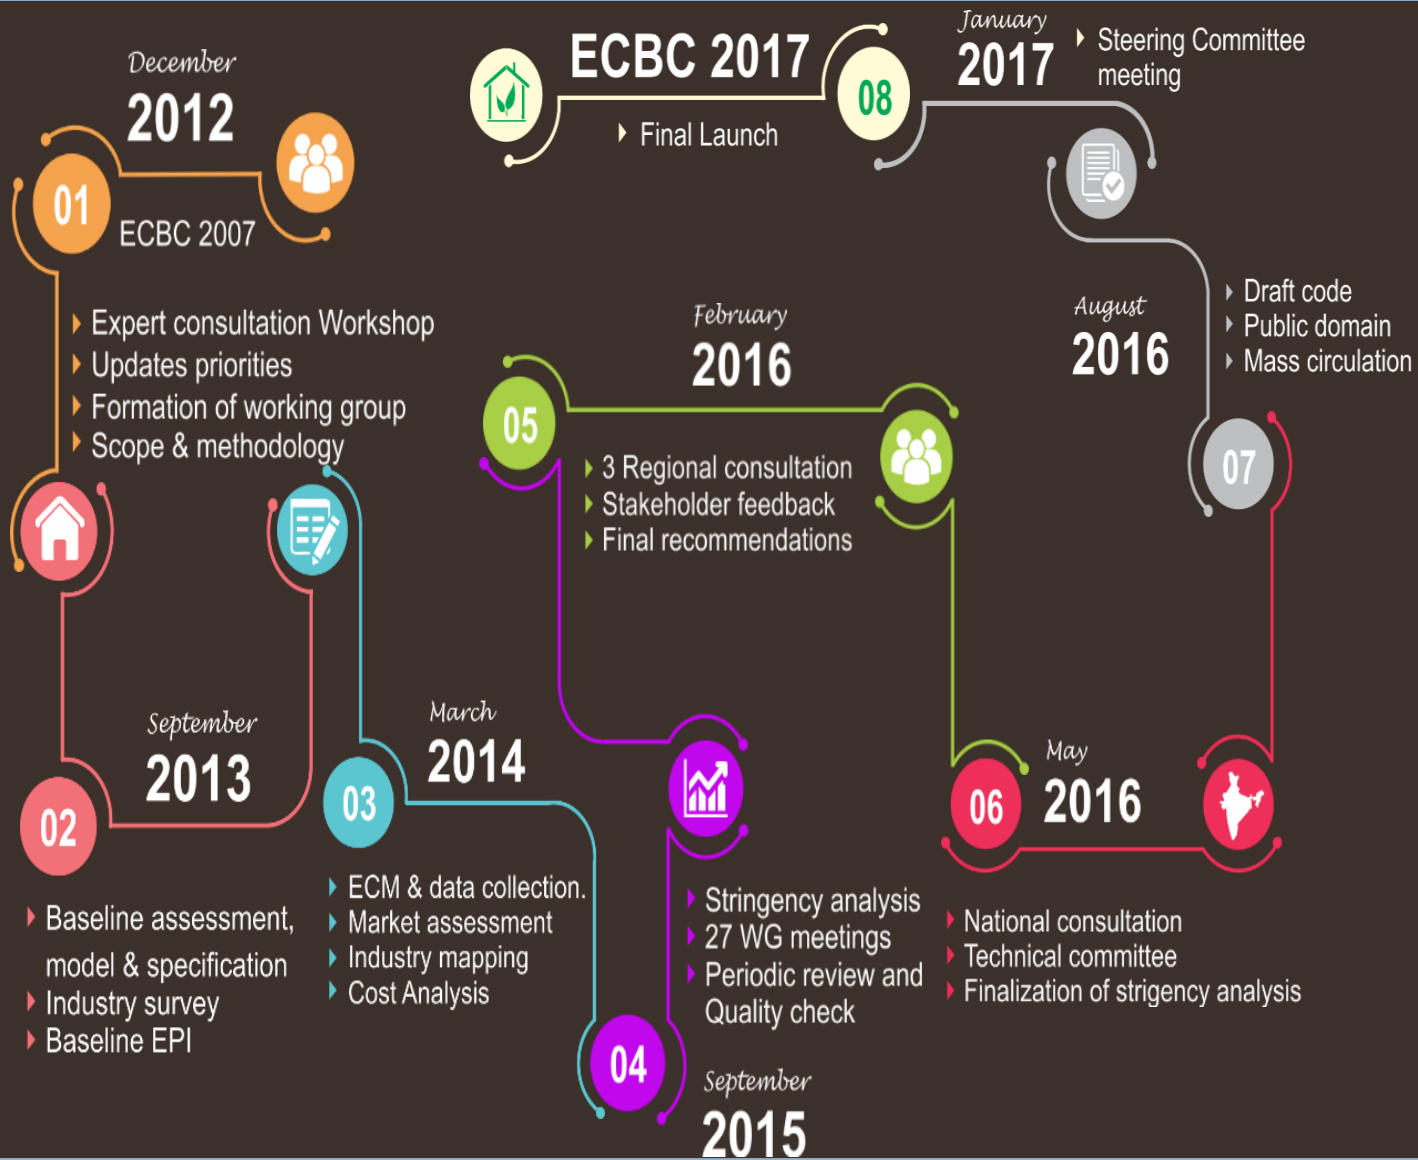 December
2012
01
ECBC 2007
Expert consultation Workshop
Updates priorities
Formation of working group
Scope & methodology
September
2013
02
Baseline assessment,
model & specification
Industry survey
Baseline EPI
March
2014
03
ECM & data collection.
Market assessment
Industry mapping
Cost Analysis
04
Stringency analysis
27 WG meetings
Periodic review and
Quality check
September
2015
February
2016
05
3 Regional consultation
Stakeholder feedback
Final recommendations
06
May
2016
National consultation
Technical committee
Finalization of strigency analysis
August
2016
Draft code
Public domain
Mass circulation
07
January
2017
Steering Committee
meeting
08
ECBC 2017
Final Launch